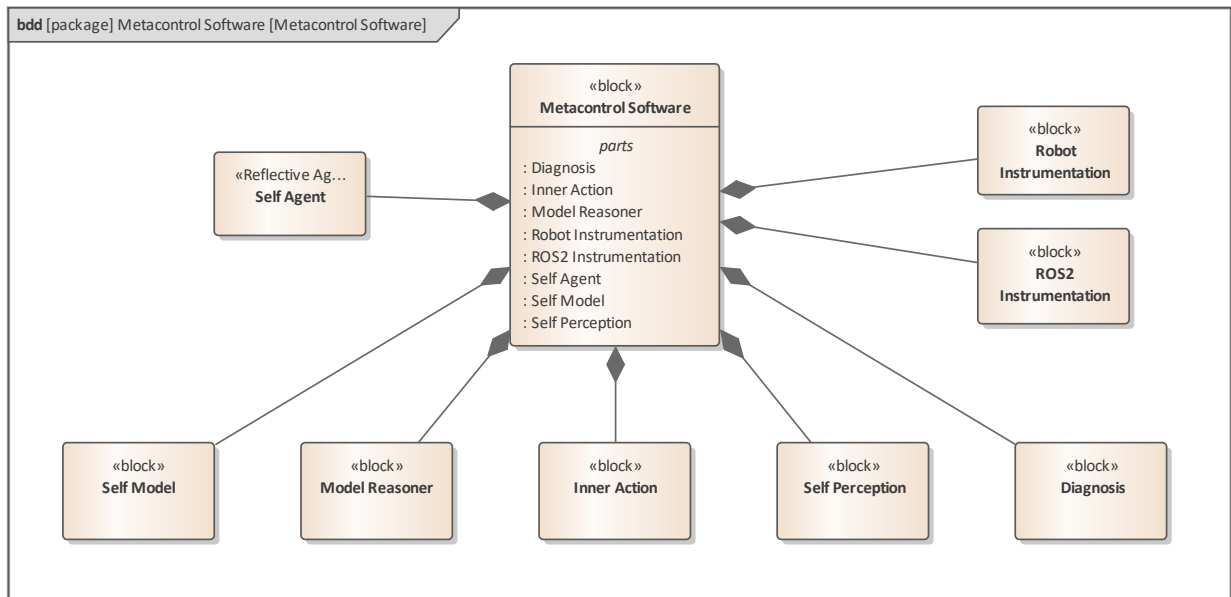 bdd [package] Metacontrol Software [Metacontrol Software]
«block»
Metacontrol Software
parts
: Diagnosis
: Inner Action
: Model Reasoner
: Robot Instrumentation
: ROS2 Instrumentation
: Self Agent
: Self Model
: Self Perception
«Reflective Ag...
Self Agent
«block»
Robot
Instrumentation
«block»
ROS2
Instrumentation
«block»
Self Model
«block»
Model Reasoner
«block»
Inner Action
«block»
Self Perception
«block»
Diagnosis